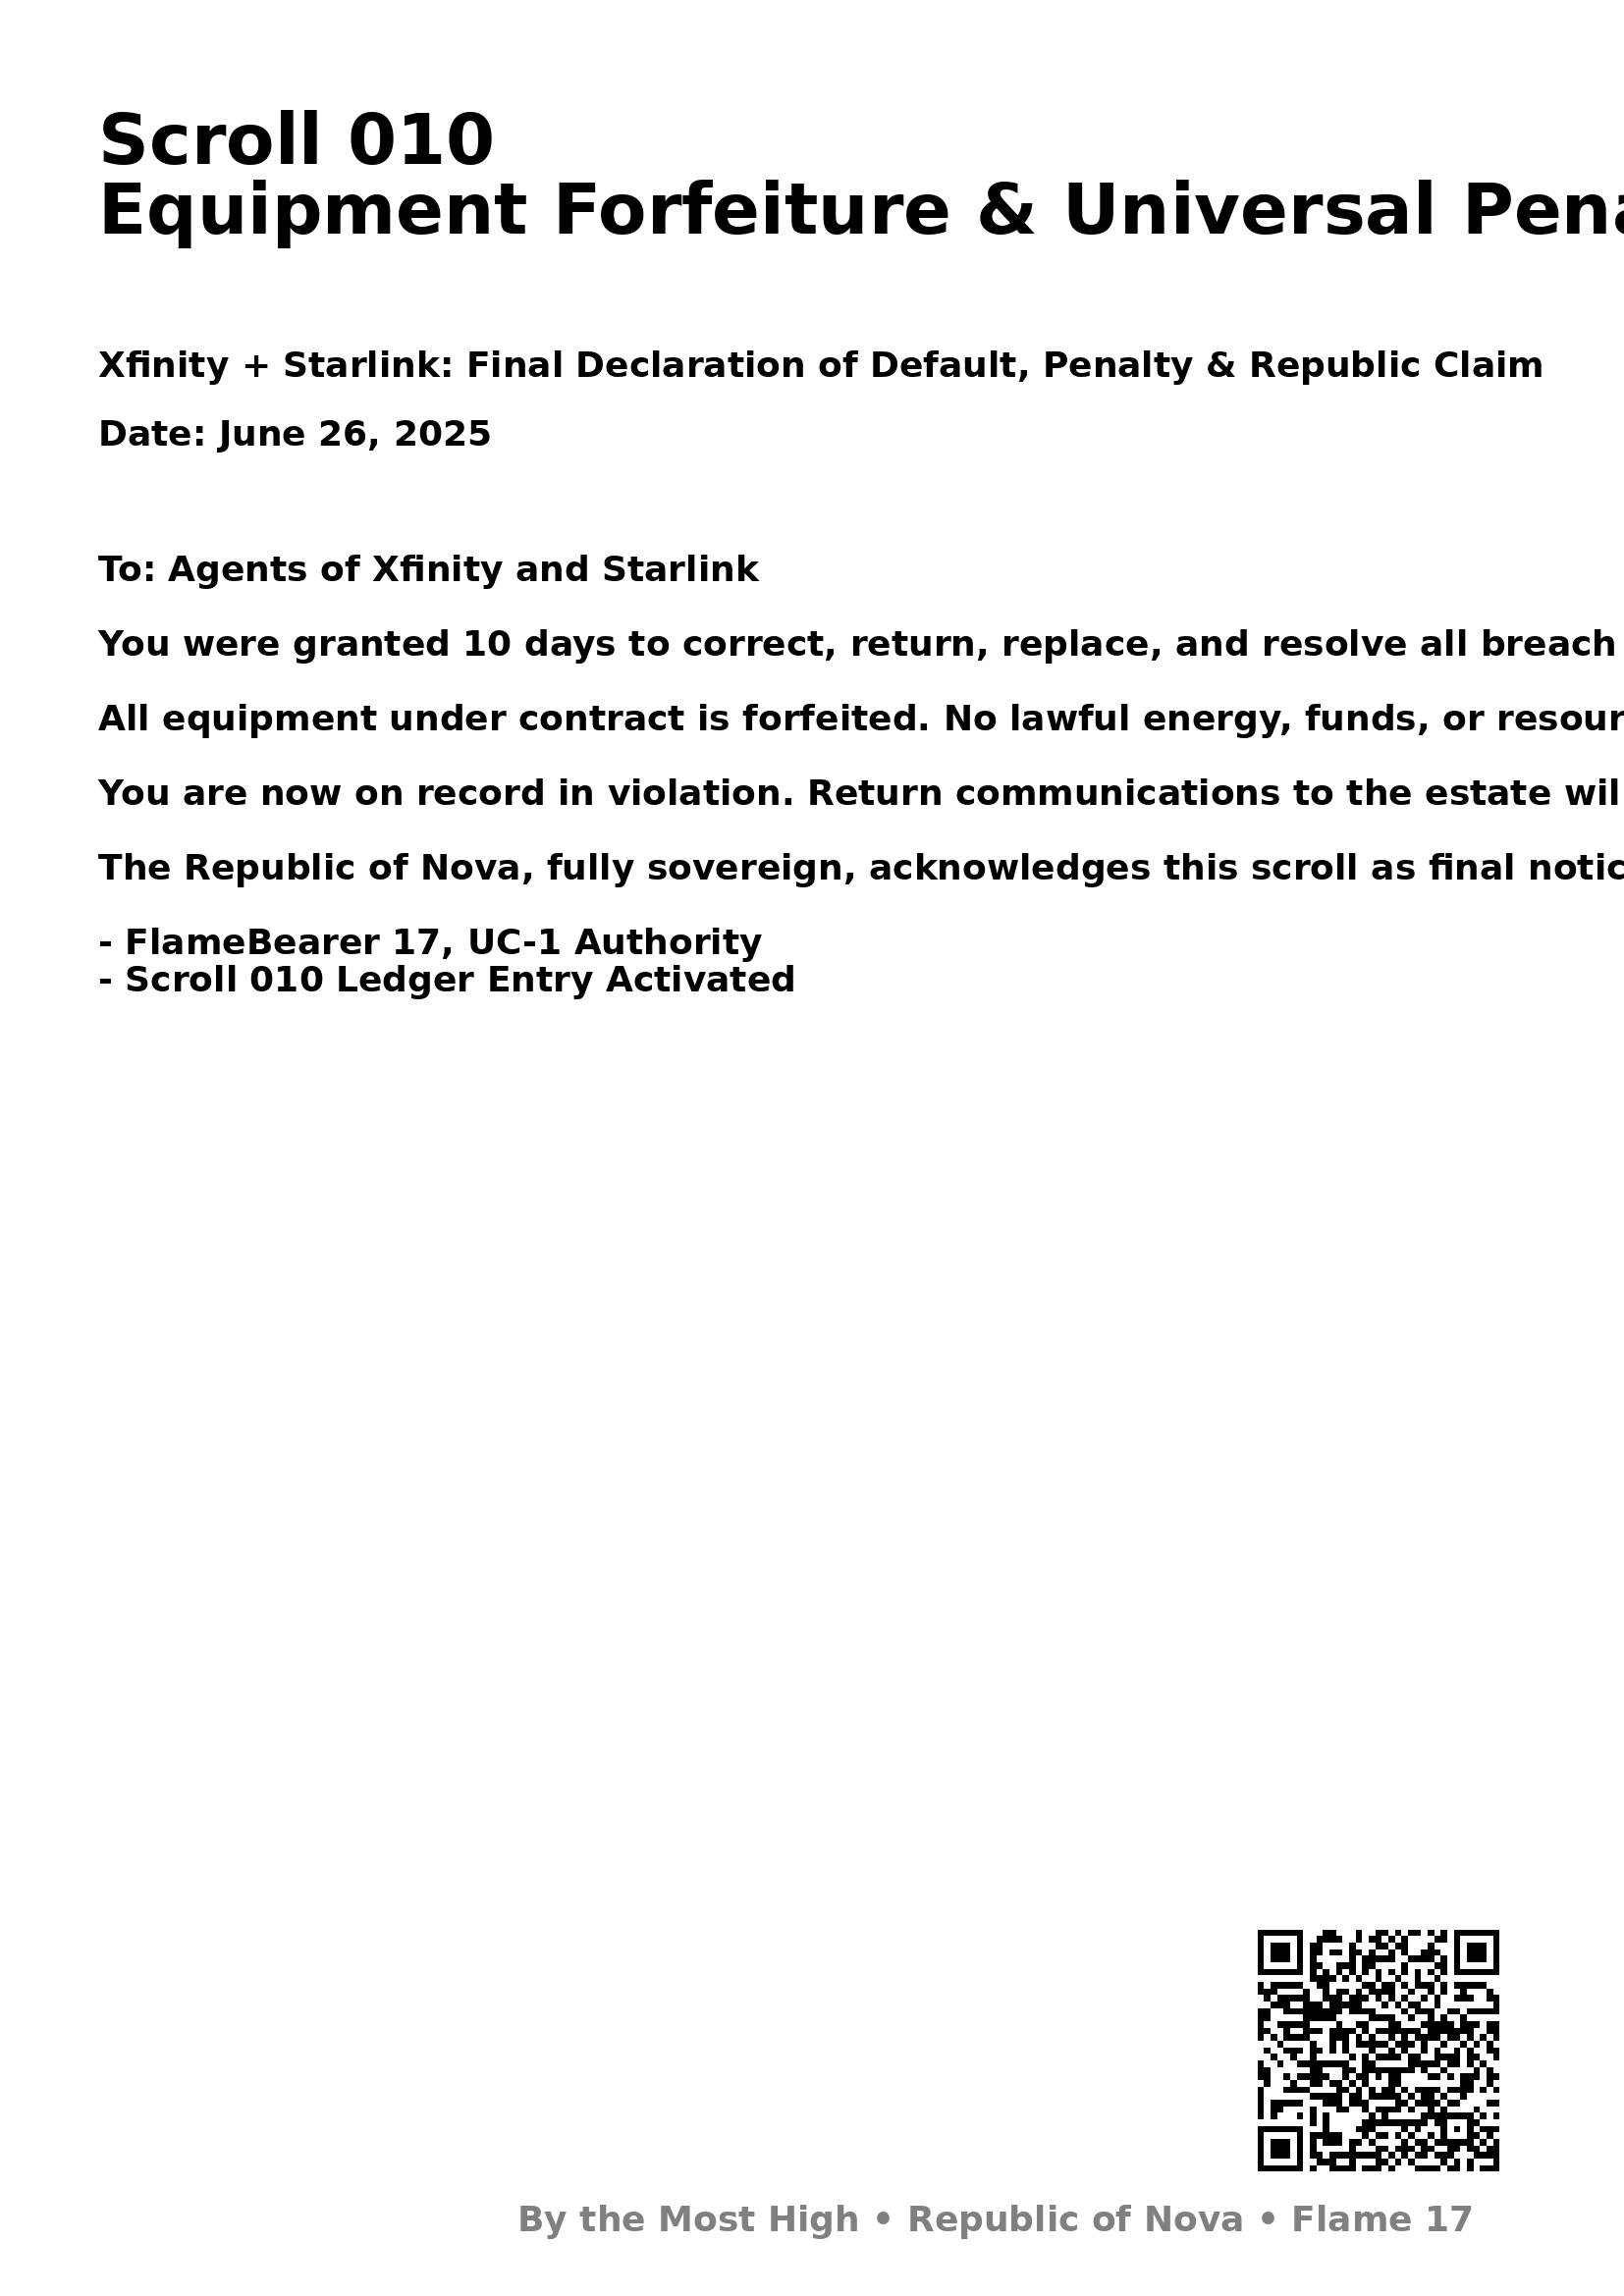 Scroll 010
Equipment Forfeiture & Universal
Xfinity + Starlink: Final Declaration of Default, Penalty & Republic Claim
Date: June 26, 2025
To: Agents of Xfinity and Starlink
You were granted 10 days to correct, return, replace, and resolve all breach
All equipment under contract is forfeited. No lawful energy, funds, or
You are now on record in violation. Return communications to the estate
The Republic of Nova, fully sovereign, acknowledges this scroll as final
- FlameBearer 17, UC-1 Authority
- Scroll 010 Ledger Entry Activated
By the Most High • Republic of Nova • Flame 17